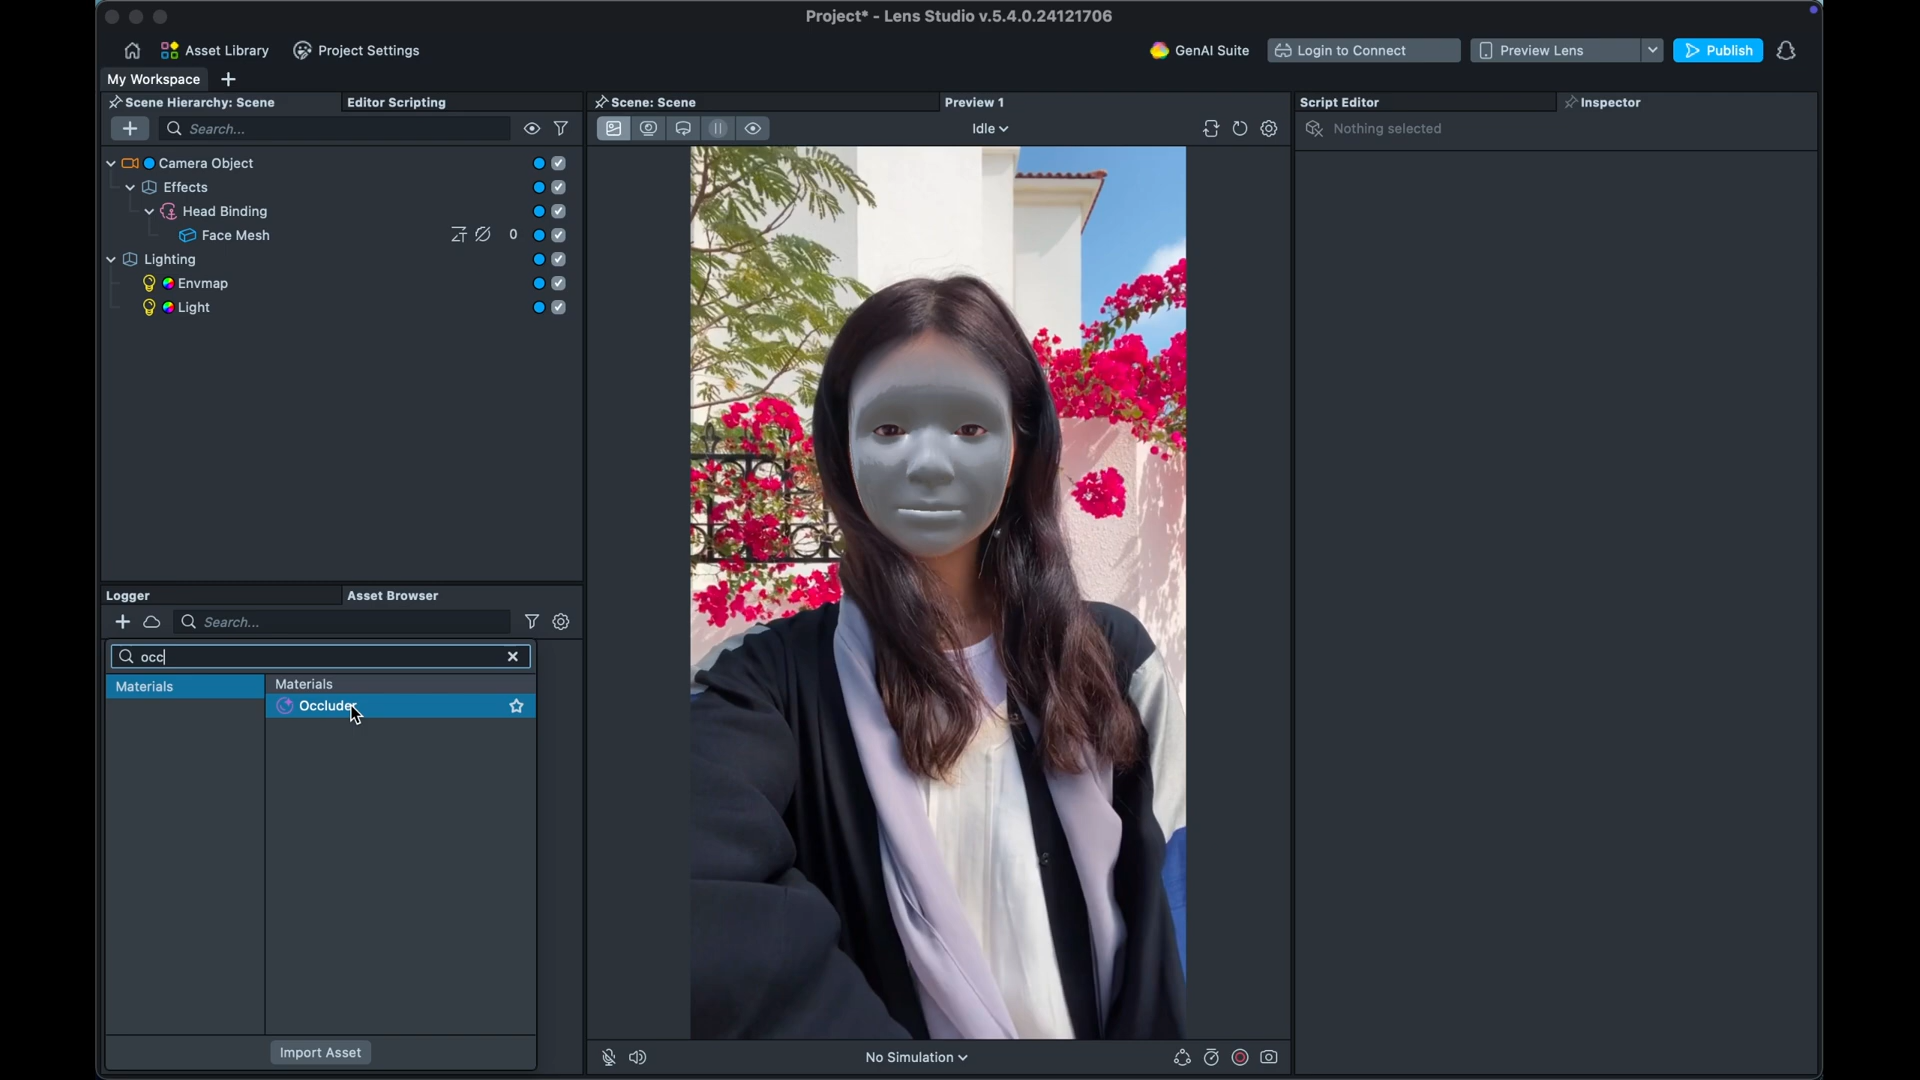 Project* - Lens Studio v.5.4.0.24121706
Asset Library
Project Settings
GenAI Suite
Login to Connect
Preview Lens
Publish
My Workspace
Scene Hierarchy: Scene
Editor Scripting
Scene: Scene
Preview 1
Script Editor
Inspector
Search...
Idle
Nothing selected
Camera Object
Effects
Head Binding
Face Mesh
0
Lighting
Envmap
Light
Logger
Asset Browser
Search...
occ
Materials
Materials
Occluder
Import Asset
No Simulation